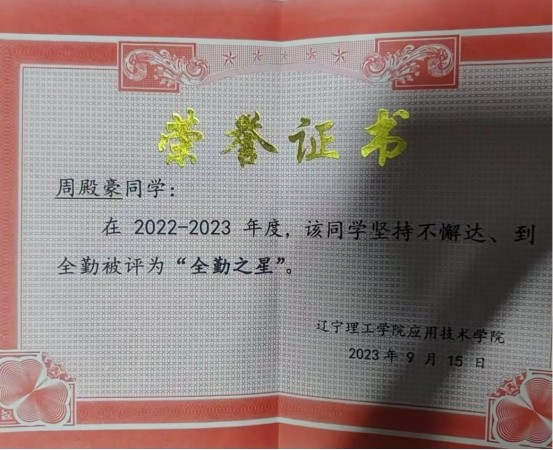 荣誉证书
周殿豪同学：
在 2022-2023 年度，该同学坚持不懈达、到
全勤被评为“全勤之星”。
辽宁理工学院应用技术学院
2023 年 9 月 15 日